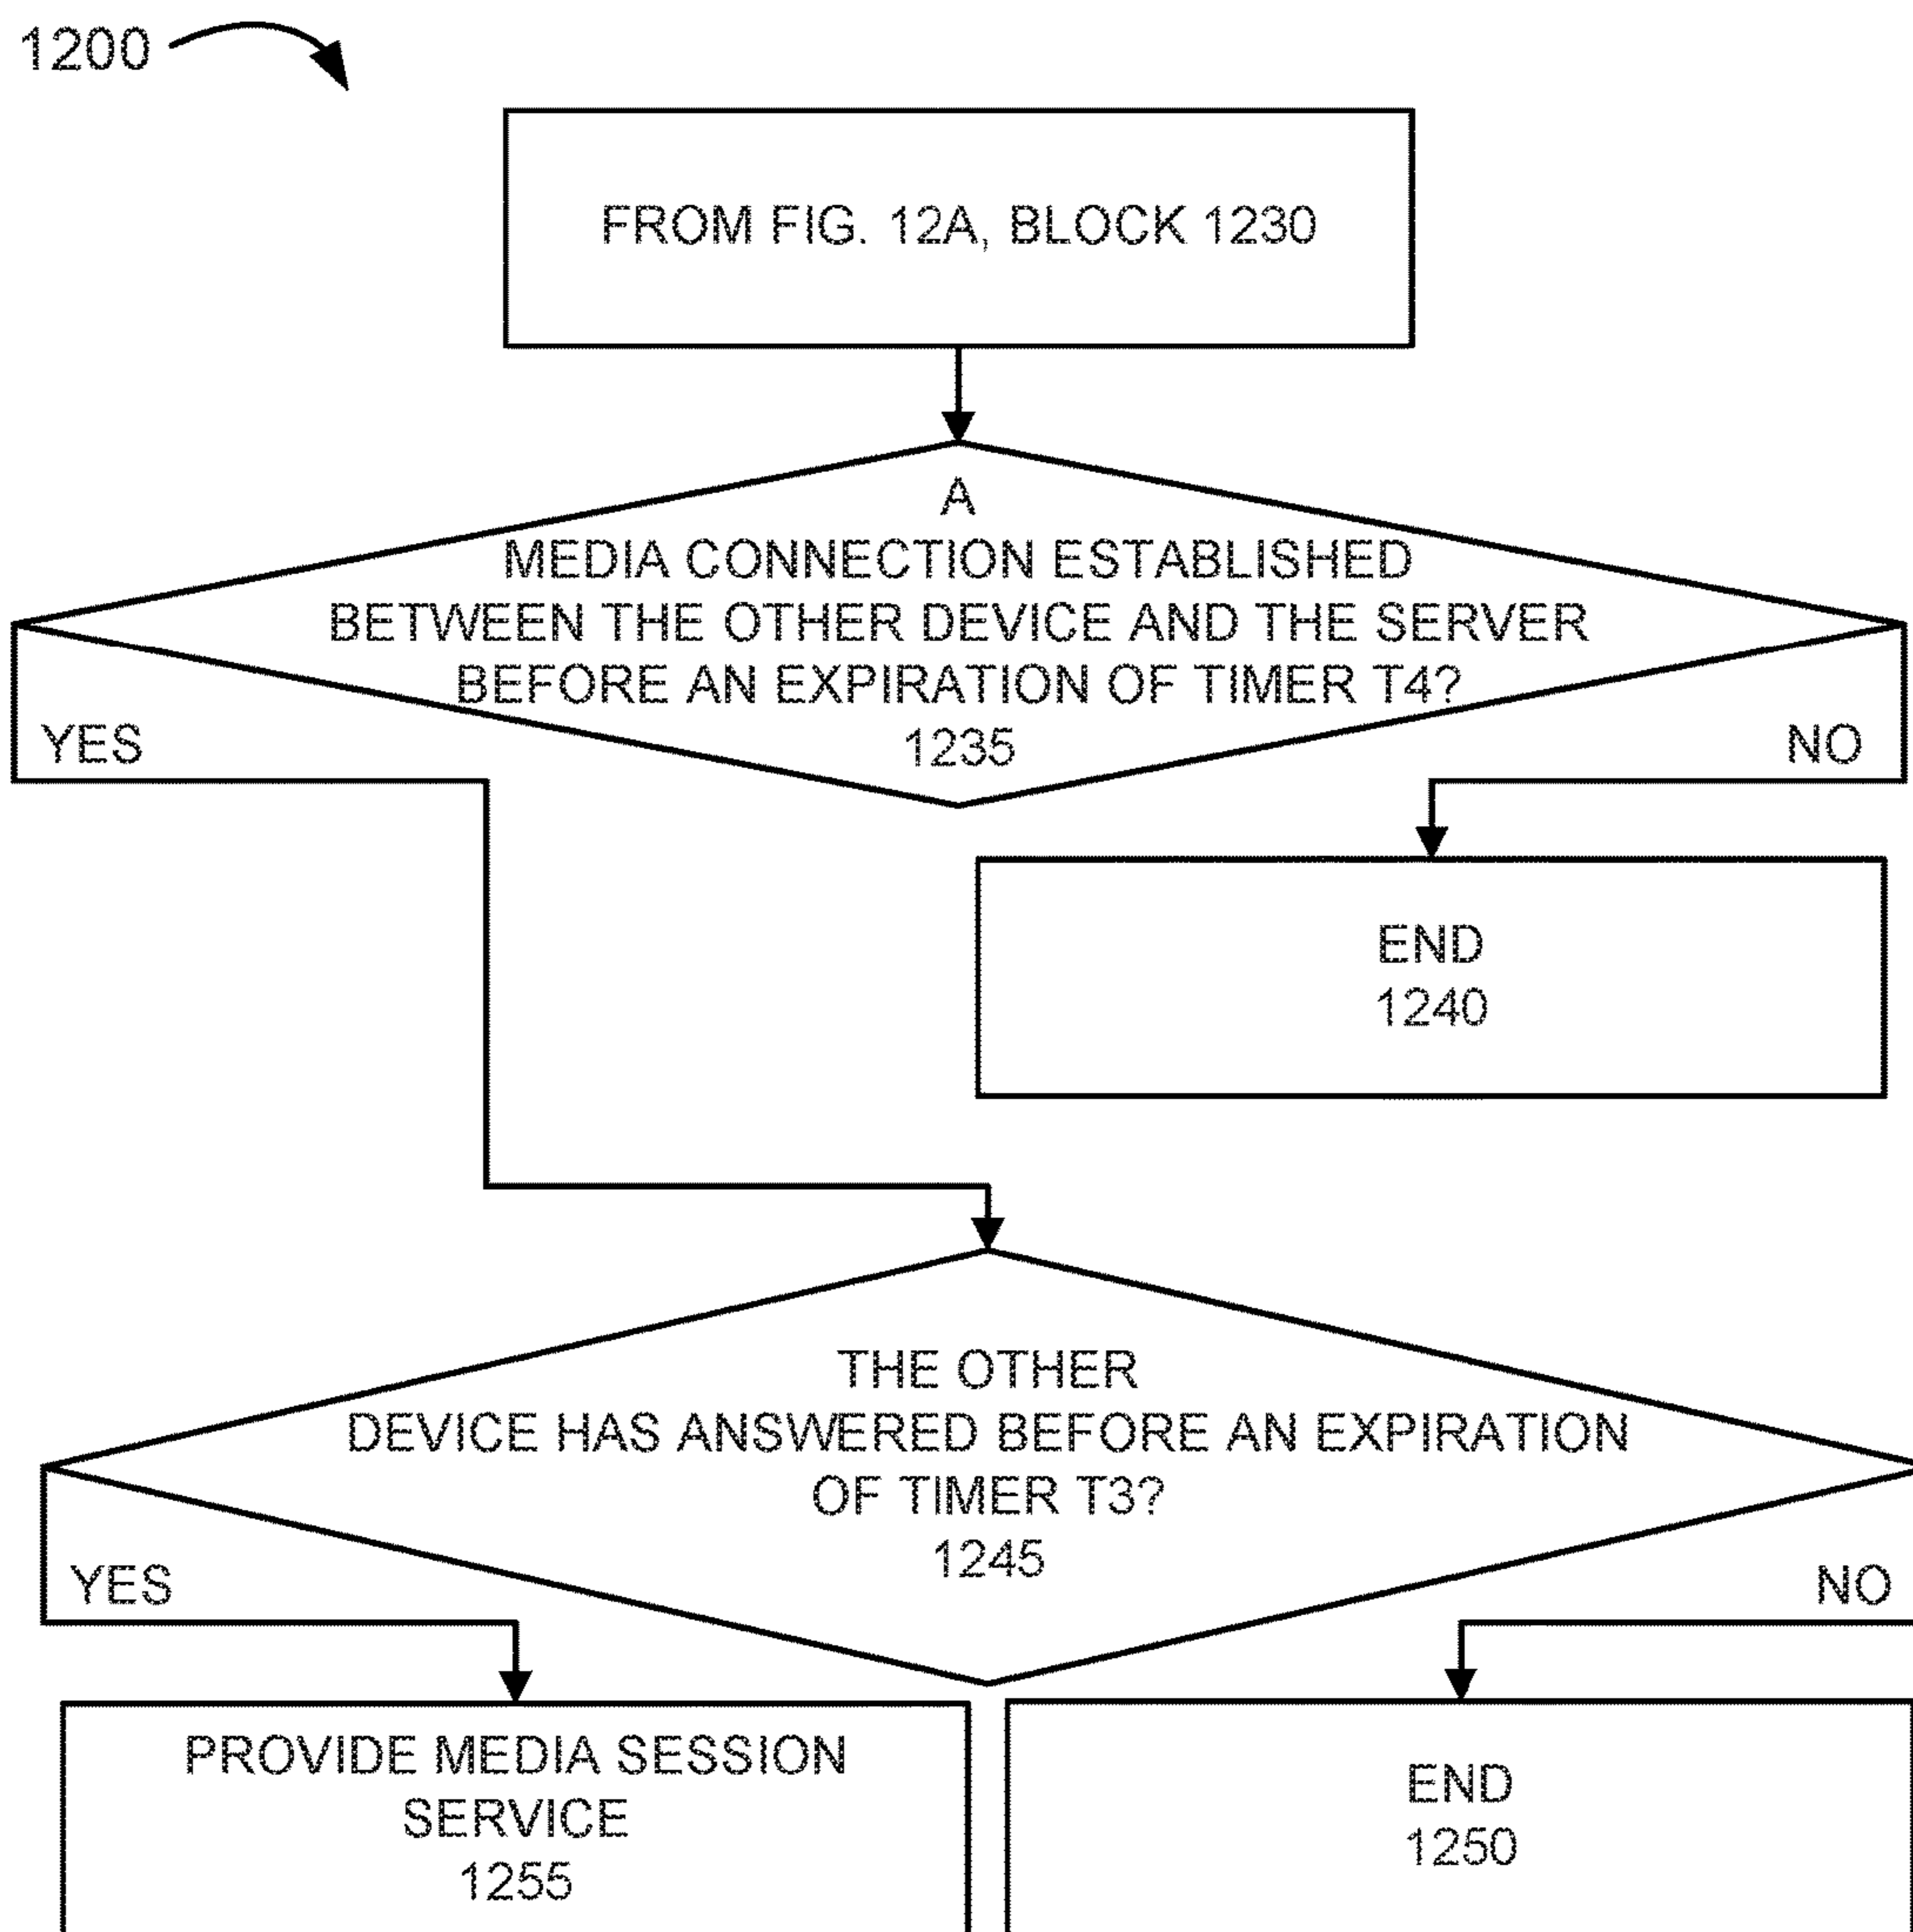 1200
FROM FIG. 12A, BLOCK 1230
A
MEDIA CONNECTION ESTABLISHED
BETWEEN THE OTHER DEVICE AND THE SERVER
BEFORE AN EXPIRATION OF TIMER T4?
1235
YES
NO
END
1240
THE OTHER
DEVICE HAS ANSWERED BEFORE AN EXPIRATION
OF TIMER T3?
1245
YES
NO
PROVIDE MEDIA SESSION
SERVICE
1255
END
1250